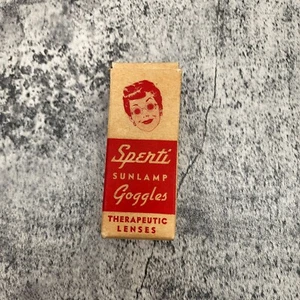 Sperti
SUNLAMP
Goggles
THERAPEUTIC
LENSES